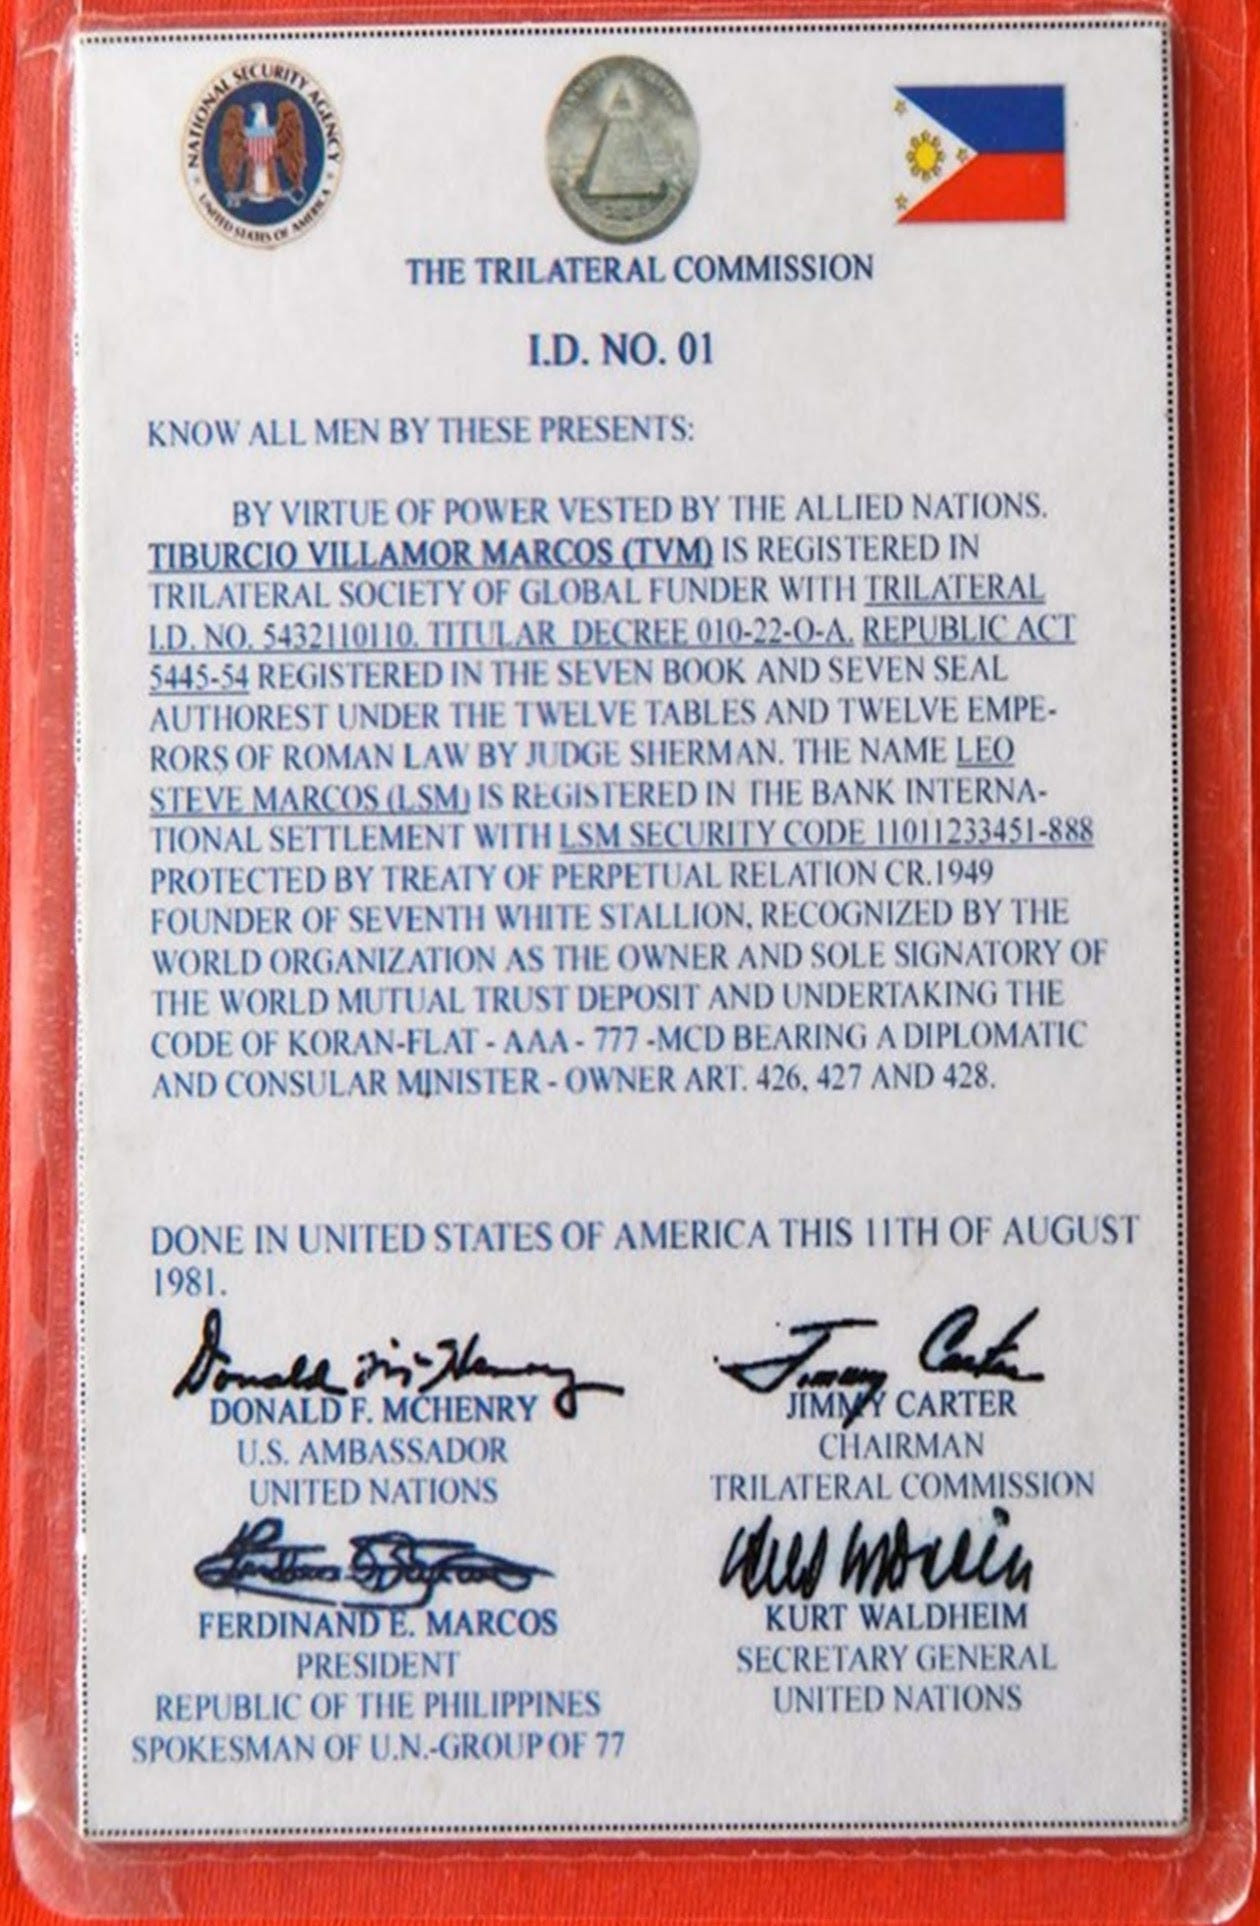 NATIONAL SECURITY AGENCY
UNITED STATES OF AMERICA
THE TRILATERAL COMMISSION
I.D. NO. 01
KNOW ALL MEN BY THESE PRESENTS:
BY VIRTUE OF POWER VESTED BY THE ALLIED NATIONS.
TIBURCIO VILLAMOR MARCOS (TVM) IS REGISTERED IN
TRILATERAL SOCIETY OF GLOBAL FUNDER WITH TRILATERAL
I.D. NO. 5432110110. TITULAR DECREE 010-22-O-A. REPUBLIC ACT
5445-54 REGISTERED IN THE SEVEN BOOK AND SEVEN SEAL
AUTHOREST UNDER THE TWELVE TABLES AND TWELVE EMPE-
RORS OF ROMAN LAW BY JUDGE SHERMAN. THE NAME LEO
STEVE MARCOS (LSM) IS REGISTERED IN THE BANK INTERNA-
TIONAL SETTLEMENT WITH LSM SECURITY CODE 11011233451-888
PROTECTED BY TREATY OF PERPETUAL RELATION CR.1949
FOUNDER OF SEVENTH WHITE STALLION, RECOGNIZED BY THE
WORLD ORGANIZATION AS THE OWNER AND SOLE SIGNATORY OF
THE WORLD MUTUAL TRUST DEPOSIT AND UNDERTAKING THE
CODE OF KORAN-FLAT - AAA - 777 -MCD BEARING A DIPLOMATIC
AND CONSULAR MINISTER - OWNER ART. 426, 427 AND 428.
DONE IN UNITED STATES OF AMERICA THIS 11TH OF AUGUST
1981.
Donald McHenry
DONALD F. MCHENRY
U.S. AMBASSADOR
UNITED NATIONS
Jimmy Carter
JIMMY CARTER
CHAIRMAN
TRILATERAL COMMISSION
FERDINAND E. MARCOS
PRESIDENT
REPUBLIC OF THE PHILIPPINES
SPOKESMAN OF U.N.-GROUP OF 77
KURT WALDHEIM
SECRETARY GENERAL
UNITED NATIONS